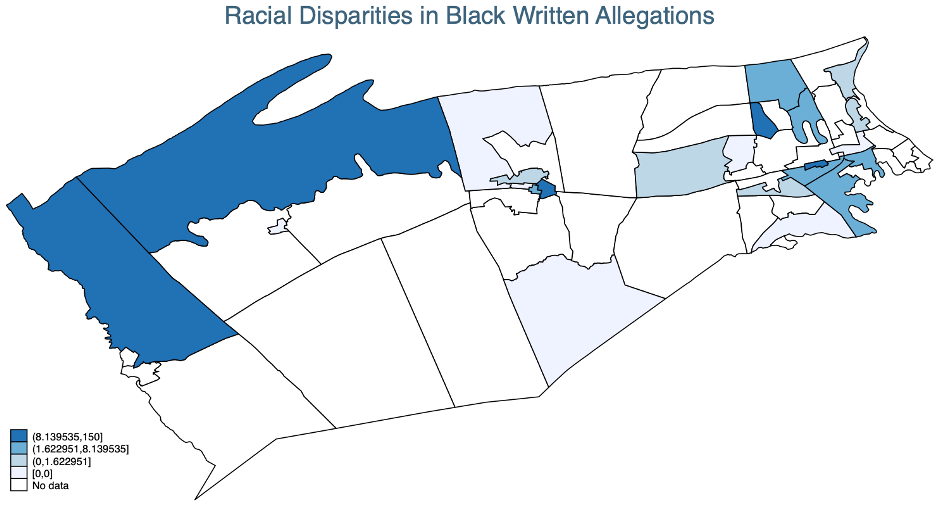 Racial Disparities in Black Written Allegations
(8.139535,150]
(1.622951,8.139535]
(0,1.622951]
[0,0]
No data